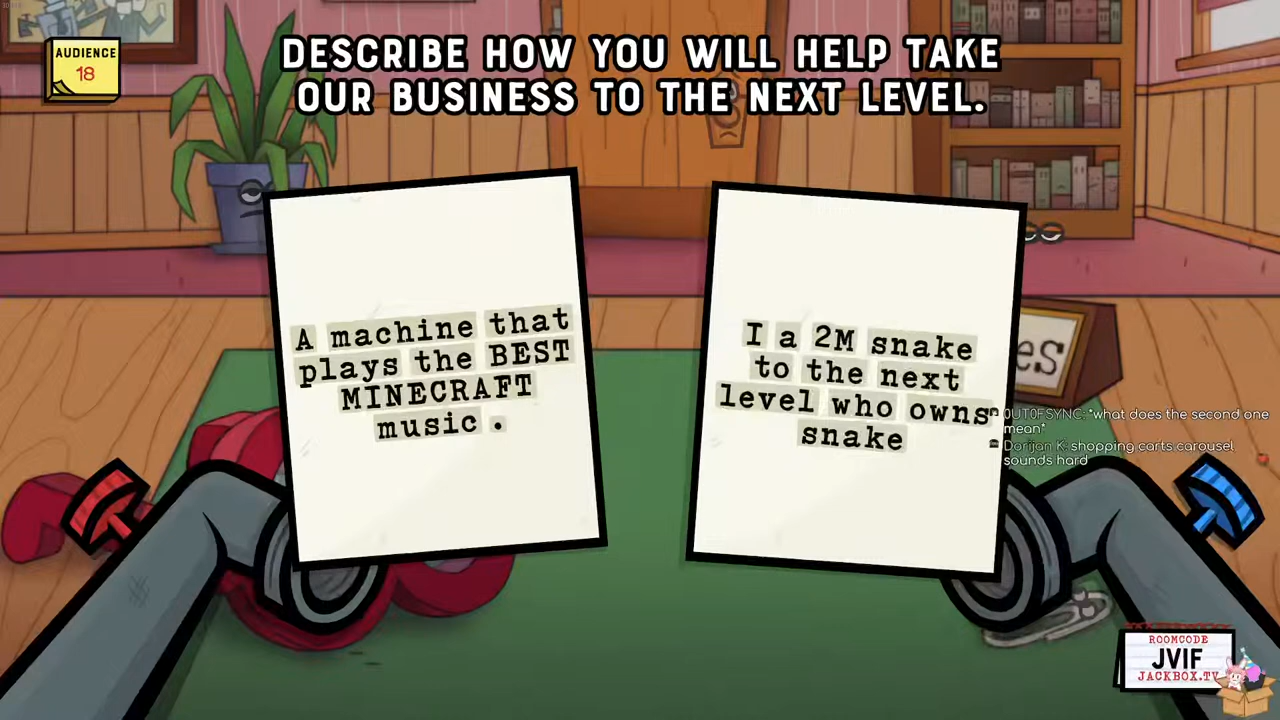 AUDIENCE
18
DESCRIBE HOW YOU WILL HELP TAKE
OUR BUSINESS TO THE NEXT LEVEL.
A machine that
plays the BEST
MINECRAFT
music .
I a 2M snake
to the next
level who owns
snake
es
0UT0FSYNC: *what does the second one
mean*
Dorijan K: shopping carts carousel
sounds hard
ROOMCODE
JVIF
JACKBOX.TV